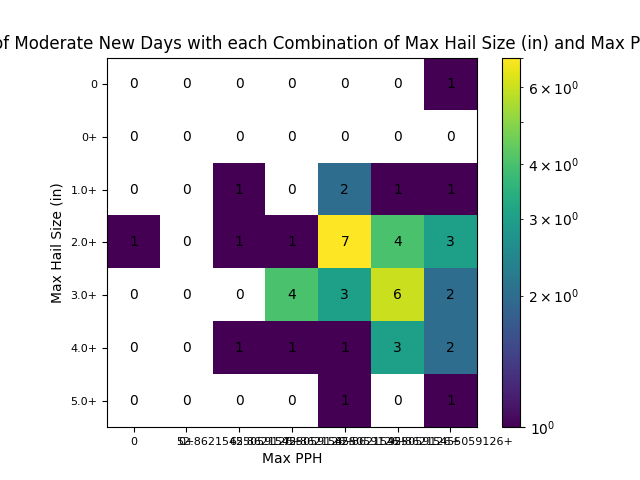 of Moderate New Days with each Combination of Max Hail Size (in) and Max P
0 0 0 0 0 0 0 1
0+ 0 0 0 0 0 0 0
1.0+ 0 0 1 0 2 1 1
2.0+ 1 0 1 1 7 4 3
3.0+ 0 0 0 4 3 6 2
4.0+ 0 0 1 1 1 3 2
5.0+ 0 0 0 0 1 0 1
0
Max PPH
Max Hail Size (in)
6 × 10⁰
4 × 10⁰
3 × 10⁰
2 × 10⁰
10⁰